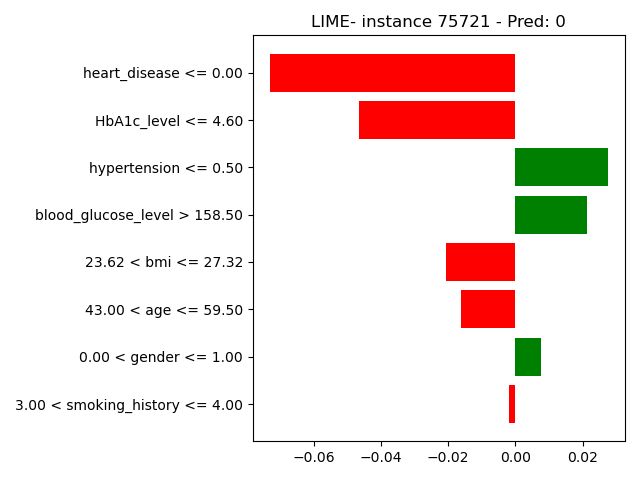 LIME- instance 75721 - Pred: 0
heart_disease <= 0.00
HbA1c_level <= 4.60
hypertension <= 0.50
blood_glucose_level > 158.50
23.62 < bmi <= 27.32
43.00 < age <= 59.50
0.00 < gender <= 1.00
3.00 < smoking_history <= 4.00
−0.06 −0.04 −0.02 0.00 0.02